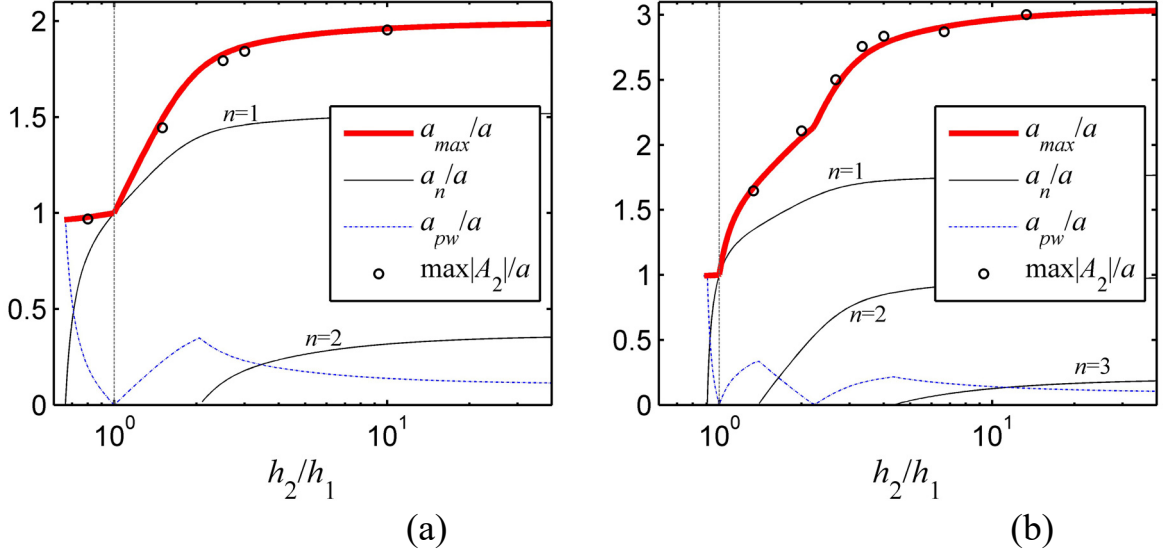 2
1.5
1
0.5
0
n=1
n=2
a_max/a
a_n/a
a_pw/a
max|A_2|/a
10^0
10^1
h_2/h_1
(a)
3
2.5
2
1.5
1
0.5
0
n=1
n=2
n=3
a_max/a
a_n/a
a_pw/a
max|A_2|/a
10^0
10^1
h_2/h_1
(b)